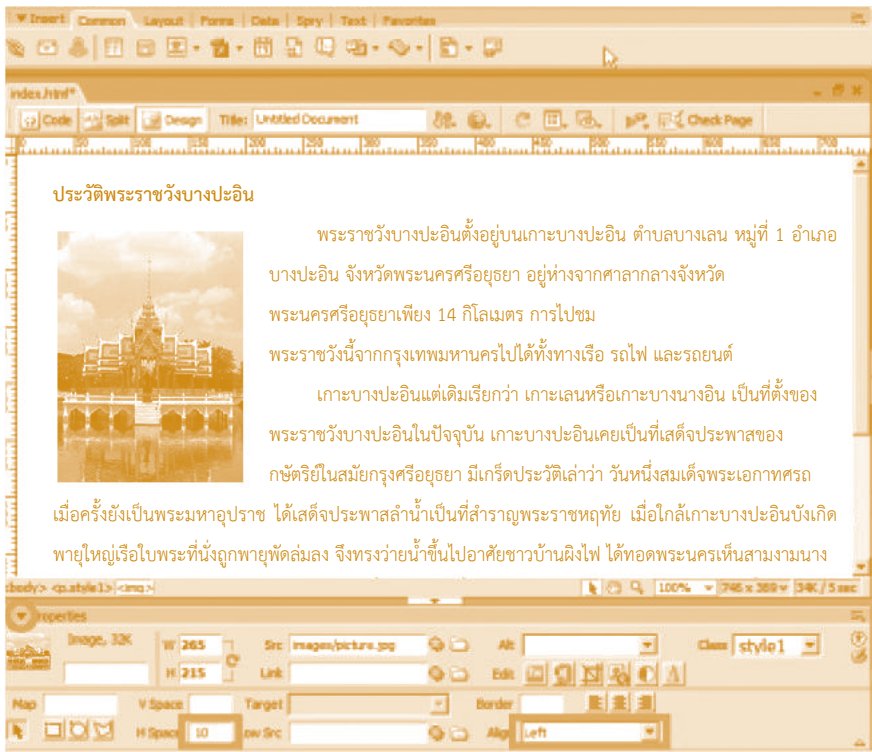 ▼ Insert Common Layout Forms Data Spry Text Favorites
index.html*
Code Split Design Title: Untitled Document Check Page
0 50 100 150 200 250 300 350 400 450 500 550 600 650 700
ประวัติพระราชวังบางปะอิน
พระราชวังบางปะอินตั้งอยู่บนเกาะบางปะอิน ตำบลบางเลน หมู่ที่ 1 อำเภอ
บางปะอิน จังหวัดพระนครศรีอยุธยา อยู่ห่างจากศาลากลางจังหวัด
พระนครศรีอยุธยาเพียง 14 กิโลเมตร การไปชม
พระราชวังนี้จากกรุงเทพมหานครไปได้ทั้งทางเรือ รถไฟ และรถยนต์
เกาะบางปะอินแต่เดิมเรียกว่า เกาะเลนหรือเกาะบางนางอิน เป็นที่ตั้งของ
พระราชวังบางปะอินในปัจจุบัน เกาะบางปะอินเคยเป็นที่เสด็จประพาสของ
กษัตริย์ในสมัยกรุงศรีอยุธยา มีเกร็ดประวัติเล่าว่า วันหนึ่งสมเด็จพระเอกาทศรถ
เมื่อครั้งยังเป็นพระมหาอุปราช ได้เสด็จประพาสลำน้ำเป็นที่สำราญพระราชหฤทัย เมื่อใกล้เกาะบางปะอินบังเกิด
พายุใหญ่เรือใบพระที่นั่งถูกพายุพัดล่มลง จึงทรงว่ายน้ำขึ้นไปอาศัยชาวบ้านผิงไฟ ได้ทอดพระนครเห็นสามงามนาง
<body> <p.style1> <img> 100% 746 x 369 34K / 5 sec
Properties
Image, 32K W 265 Src images/picture.jpg Alt Class style1
H 215 Link Edit
Map V Space Target Border
H Space 10 Low Src Align Left